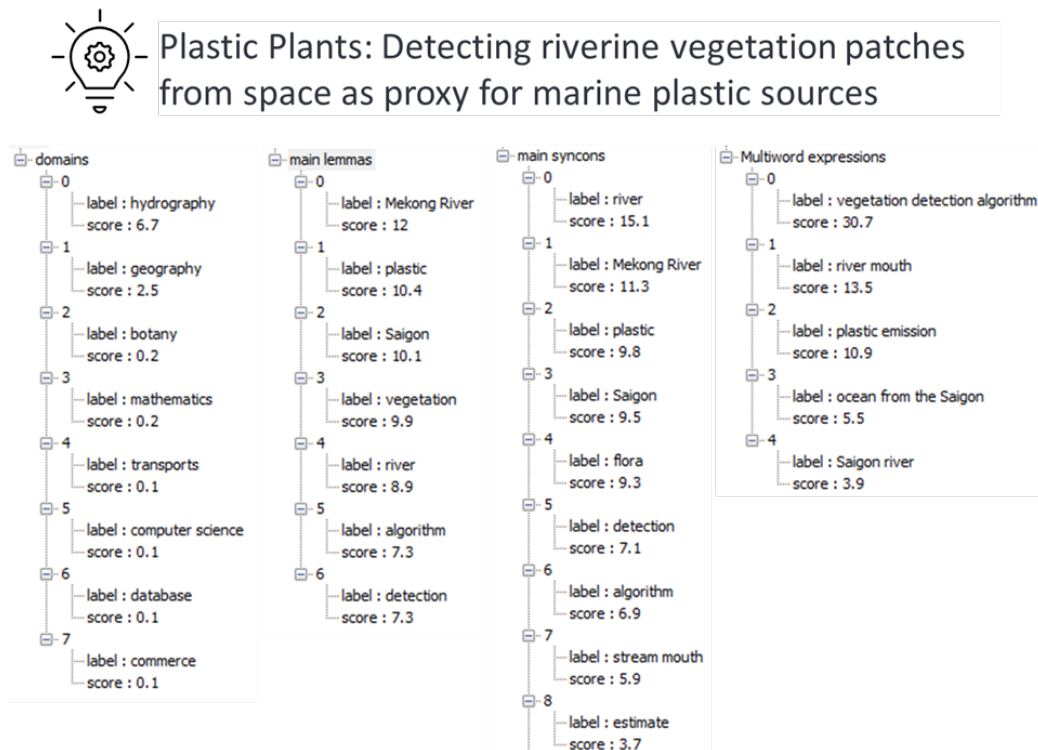 Plastic Plants: Detecting riverine vegetation patches
from space as proxy for marine plastic sources
domains
0
label : hydrography
score : 6.7
1
label : geography
score : 2.5
2
label : botany
score : 0.2
3
label : mathematics
score : 0.2
4
label : transports
score : 0.1
5
label : computer science
score : 0.1
6
label : database
score : 0.1
7
label : commerce
score : 0.1
main lemmas
0
label : Mekong River
score : 12
1
label : plastic
score : 10.4
2
label : Saigon
score : 10.1
3
label : vegetation
score : 9.9
4
label : river
score : 8.9
5
label : algorithm
score : 7.3
6
label : detection
score : 7.3
main syncons
0
label : river
score : 15.1
1
label : Mekong River
score : 11.3
2
label : plastic
score : 9.8
3
label : Saigon
score : 9.5
4
label : flora
score : 9.3
5
label : detection
score : 7.1
6
label : algorithm
score : 6.9
7
label : stream mouth
score : 5.9
8
label : estimate
score : 3.7
Multiword expressions
0
label : vegetation detection algorithm
score : 30.7
1
label : river mouth
score : 13.5
2
label : plastic emission
score : 10.9
3
label : ocean from the Saigon
score : 5.5
4
label : Saigon river
score : 3.9